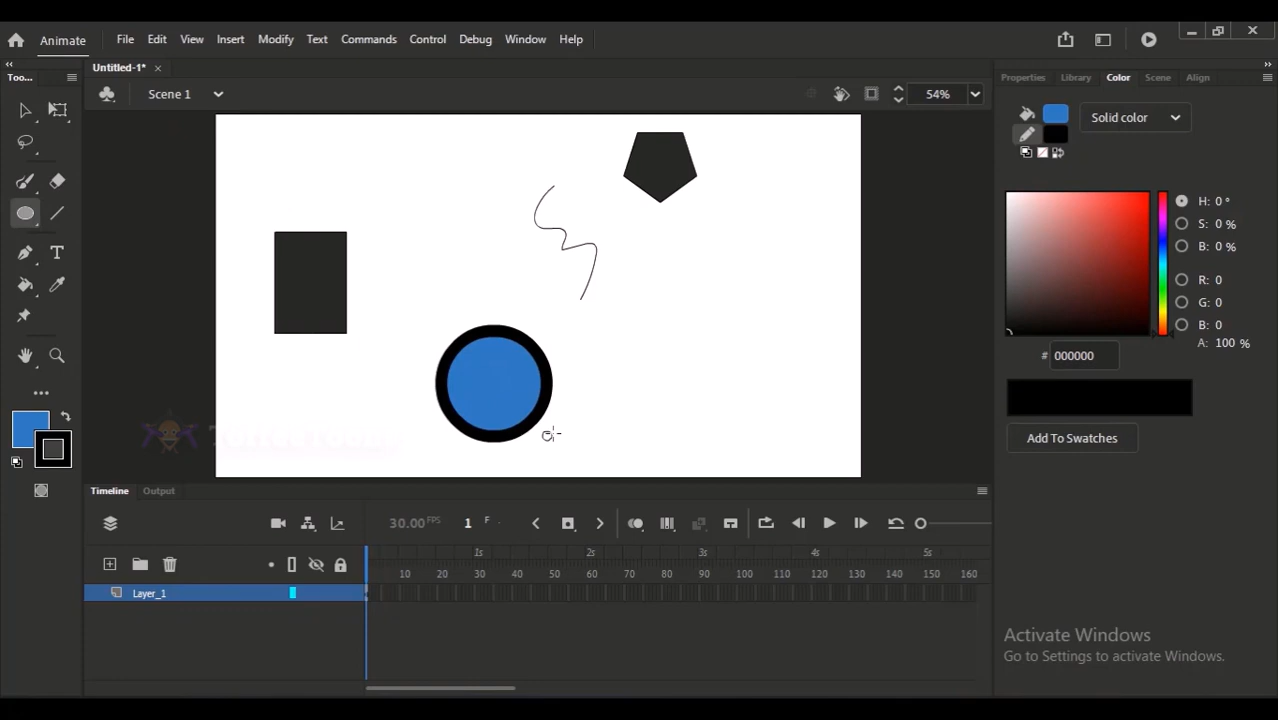 Animate File Edit View Insert Modify Text Commands Control Debug Window Help
Untitled-1*
Too...
Scene 1
54%
Properties Library Color Scene Align
Solid color
H: 0 °
S: 0 %
B: 0 %
R: 0
G: 0
B: 0
A: 100 %
# 000000
Add To Swatches
Timeline Output
30.00 FPS 1 F
1s 2s 3s 4s 5s
10 20 30 40 50 60 70 80 90 100 110 120 130 140 150 160
Layer_1
Activate Windows
Go to Settings to activate Windows.